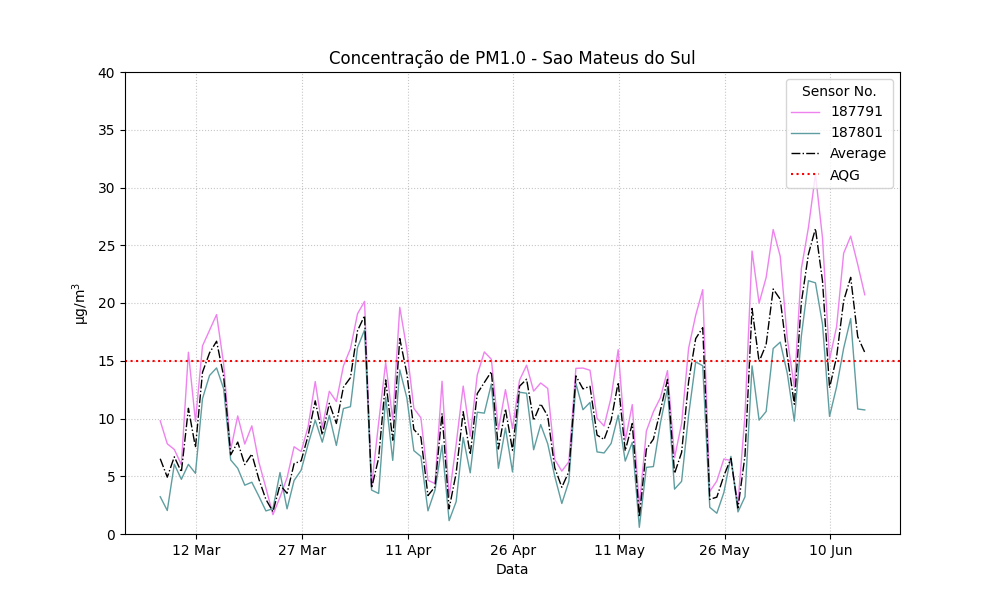 Concentração de PM1.0 - Sao Mateus do Sul
40
35
30
25
20
15
10
5
0
µg/m³
Sensor No.
187791
187801
Average
AQG
12 Mar
27 Mar
11 Apr
26 Apr
11 May
26 May
10 Jun
Data